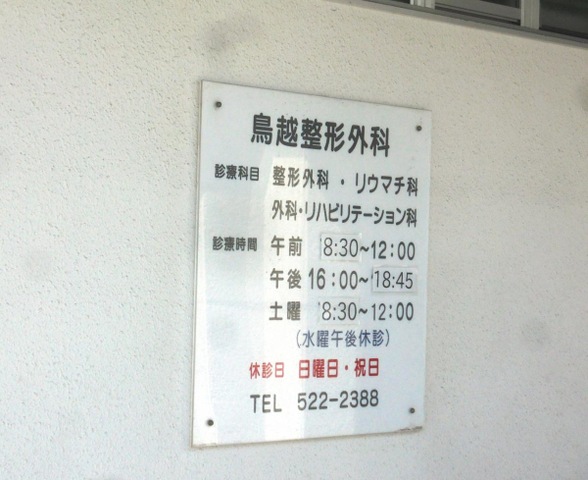 鳥越整形外科
診療科目 整形外科・リウマチ科
外科・リハビリテーション科
診療時間 午前 8:30~12:00
午後 16:00~18:45
土曜 8:30~12:00
(水曜午後休診)
休診日 日曜日・祝日
TEL 522-2388